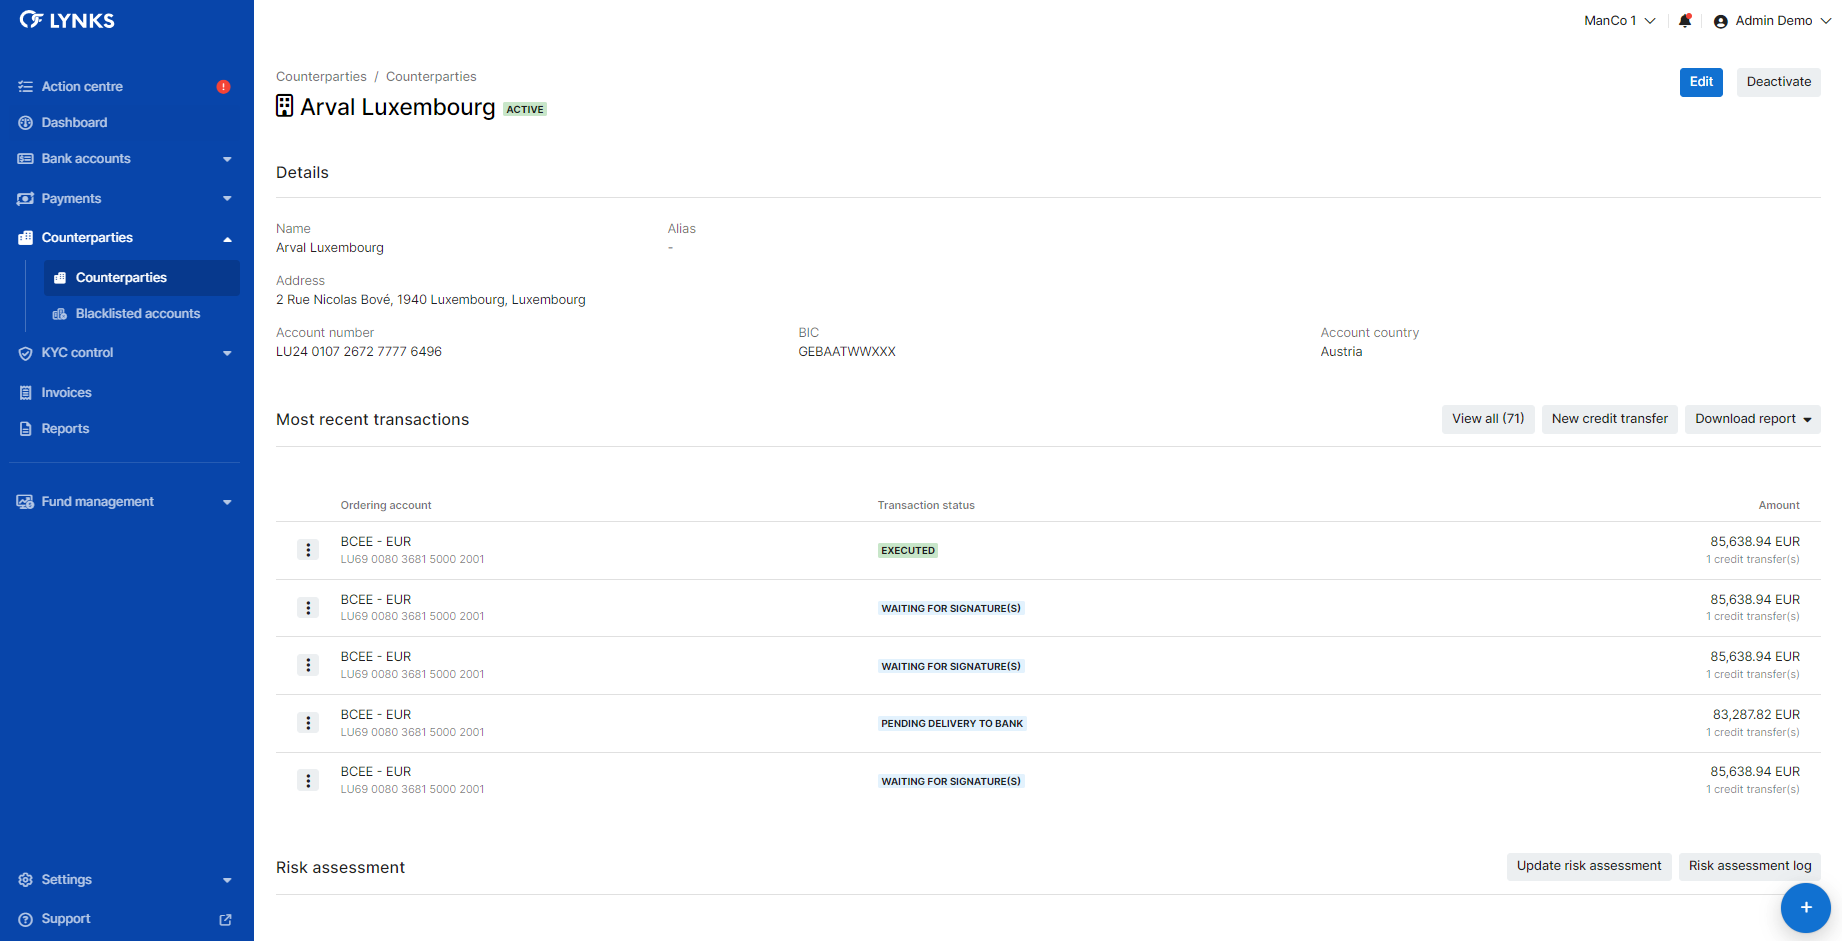 LYNKS
ManCo 1
Admin Demo
Action centre
Dashboard
Bank accounts
Payments
Counterparties
Counterparties
Blacklisted accounts
KYC control
Invoices
Reports
Fund management
Settings
Support
Counterparties / Counterparties
Arval Luxembourg ACTIVE
Edit
Deactivate
Details
Name
Arval Luxembourg
Alias
-
Address
2 Rue Nicolas Bové, 1940 Luxembourg, Luxembourg
Account number
LU24 0107 2672 7777 6496
BIC
GEBAATWWXXX
Account country
Austria
Most recent transactions
View all (71)
New credit transfer
Download report
Ordering account Transaction status Amount
BCEE - EUR
LU69 0080 3681 5000 2001
EXECUTED
85,638.94 EUR
1 credit transfer(s)
BCEE - EUR
LU69 0080 3681 5000 2001
WAITING FOR SIGNATURE(S)
85,638.94 EUR
1 credit transfer(s)
BCEE - EUR
LU69 0080 3681 5000 2001
WAITING FOR SIGNATURE(S)
85,638.94 EUR
1 credit transfer(s)
BCEE - EUR
LU69 0080 3681 5000 2001
PENDING DELIVERY TO BANK
83,287.82 EUR
1 credit transfer(s)
BCEE - EUR
LU69 0080 3681 5000 2001
WAITING FOR SIGNATURE(S)
85,638.94 EUR
1 credit transfer(s)
Risk assessment
Update risk assessment
Risk assessment log
+